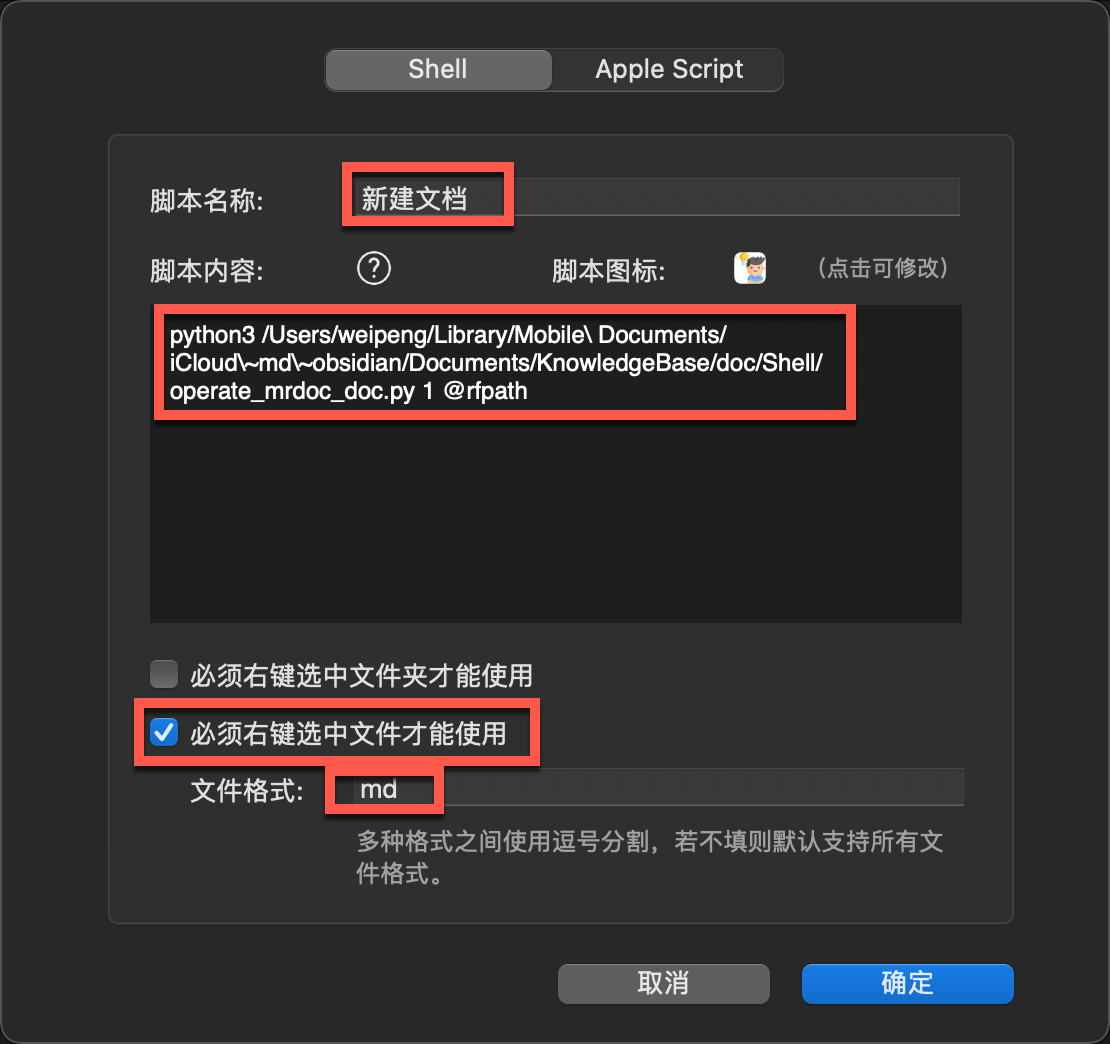 Shell
Apple Script
脚本名称:
新建文档
脚本内容:
?
脚本图标:
(点击可修改)
python3 /Users/weipeng/Library/Mobile\ Documents/
iCloud\~md\~obsidian/Documents/KnowledgeBase/doc/Shell/
operate_mrdoc_doc.py 1 @rfpath
必须右键选中文件夹才能使用
必须右键选中文件才能使用
文件格式:
md
多种格式之间使用逗号分割，若不填则默认支持所有文
件格式。
取消
确定